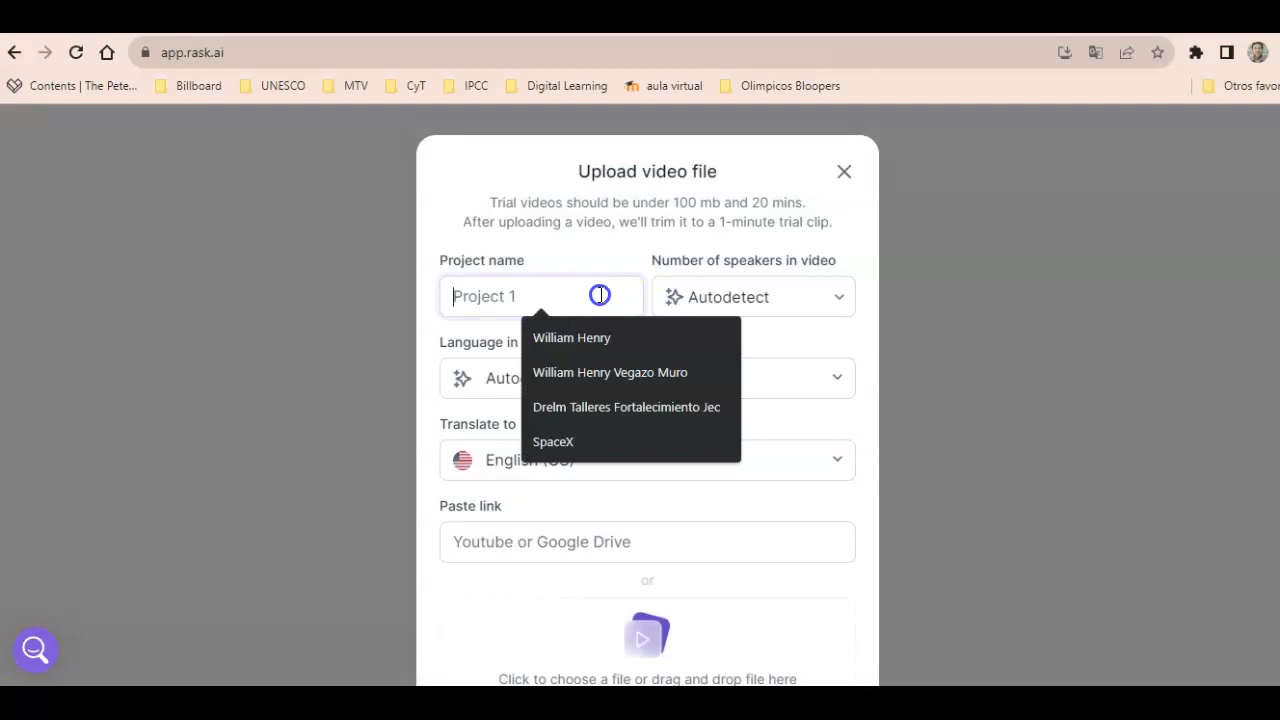 app.rask.ai
Contents | The Pete...
Billboard
UNESCO
MTV
CyT
IPCC
Digital Learning
aula virtual
Olimpicos Bloopers
Otros favor
Upload video file
Trial videos should be under 100 mb and 20 mins.
After uploading a video, we'll trim it to a 1-minute trial clip.
Project name
Number of speakers in video
Project 1
Autodetect
William Henry
William Henry Vegazo Muro
Drelm Talleres Fortalecimiento Jec
SpaceX
Language in
Auto
Translate to
English (US)
Paste link
Youtube or Google Drive
or
Click to choose a file or drag and drop file here